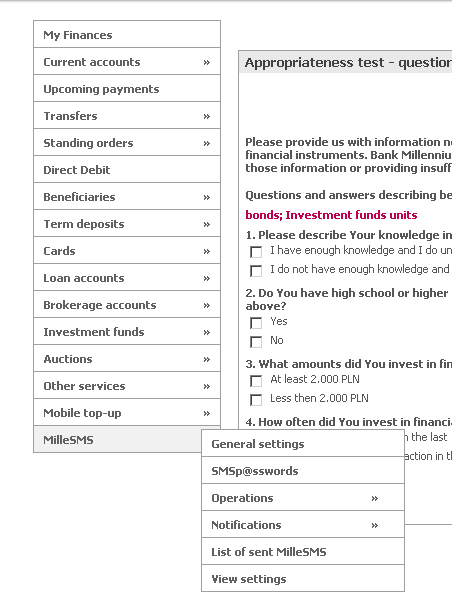 My Finances
Current accounts »
Upcoming payments
Transfers »
Standing orders »
Direct Debit
Beneficiaries »
Term deposits »
Cards »
Loan accounts »
Brokerage accounts »
Investment funds »
Auctions »
Other services »
Mobile top-up »
MilleSMS
General settings
SMSp@sswords
Operations »
Notifications »
List of sent MilleSMS
View settings
Appropriateness test - question
Please provide us with information
financial instruments. Bank
those information or providing
Questions and answers describing
bonds; Investment funds units
1. Please describe Your knowledge in
I have enough knowledge and I do
I do not have enough knowledge and
2. Do You have high school or higher
above?
Yes
No
3. What amounts did You invest in
At least 2.000 PLN
Less then 2.000 PLN
4. How often did You invest in
the last
in